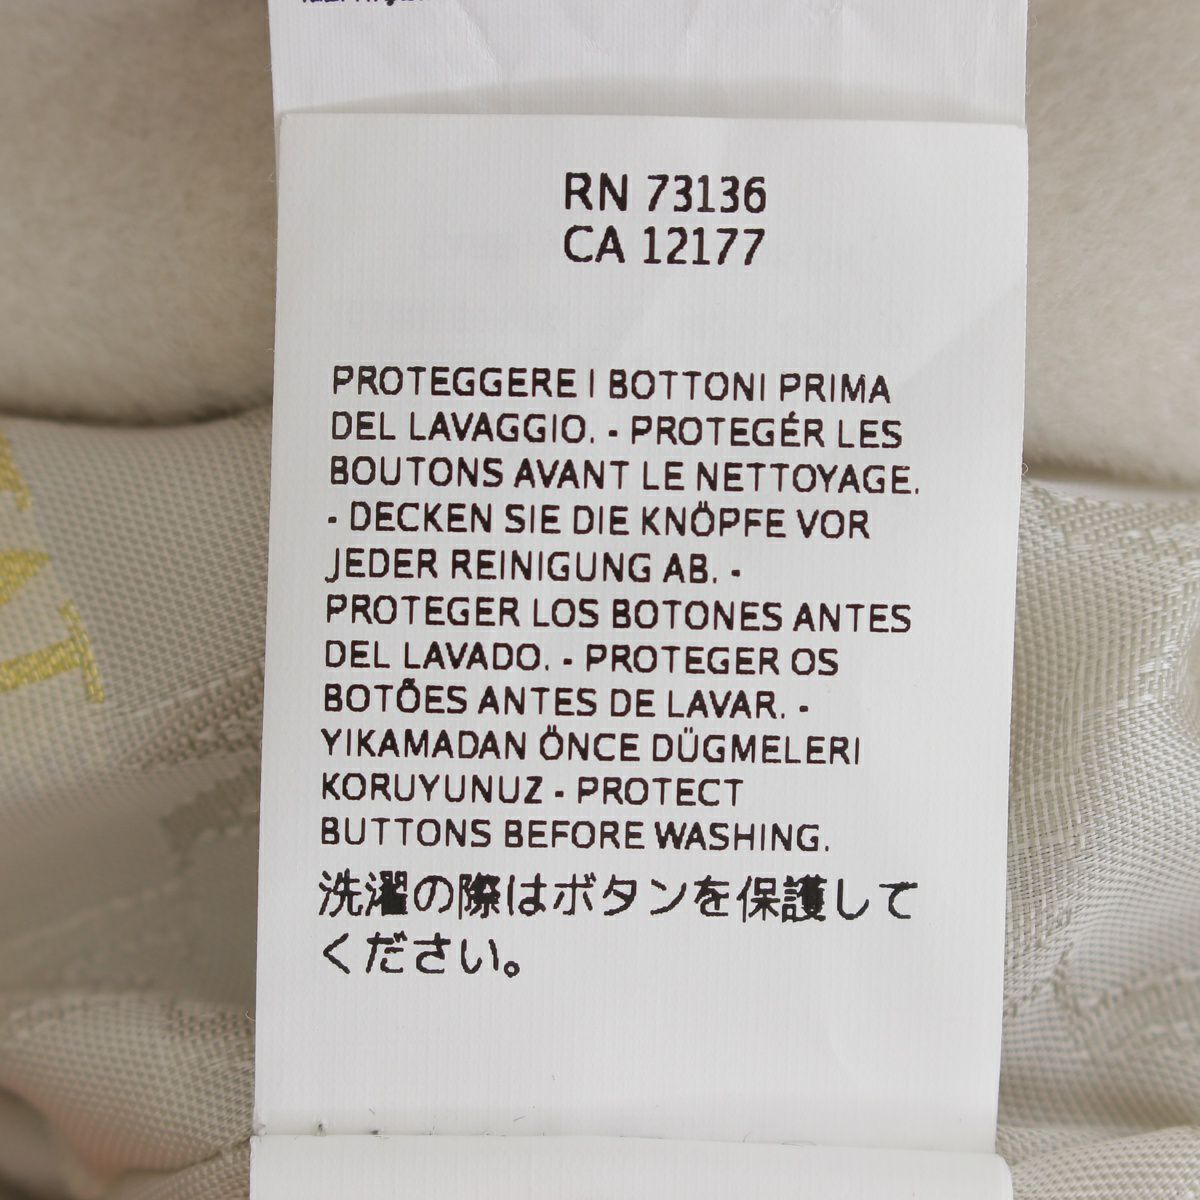 RN 73136
CA 12177
PROTEGGERE I BOTTONI PRIMA
DEL LAVAGGIO. - PROTEGÉR LES
BOUTONS AVANT LE NETTOYAGE.
- DECKEN SIE DIE KNÖPFE VOR
JEDER REINIGUNG AB. -
PROTEGER LOS BOTONES ANTES
DEL LAVADO. - PROTEGER OS
BOTÕES ANTES DE LAVAR. -
YIKAMADAN ÖNCE DÜGMELERI
KORUYUNUZ - PROTECT
BUTTONS BEFORE WASHING.
洗濯の際はボタンを保護して
ください。